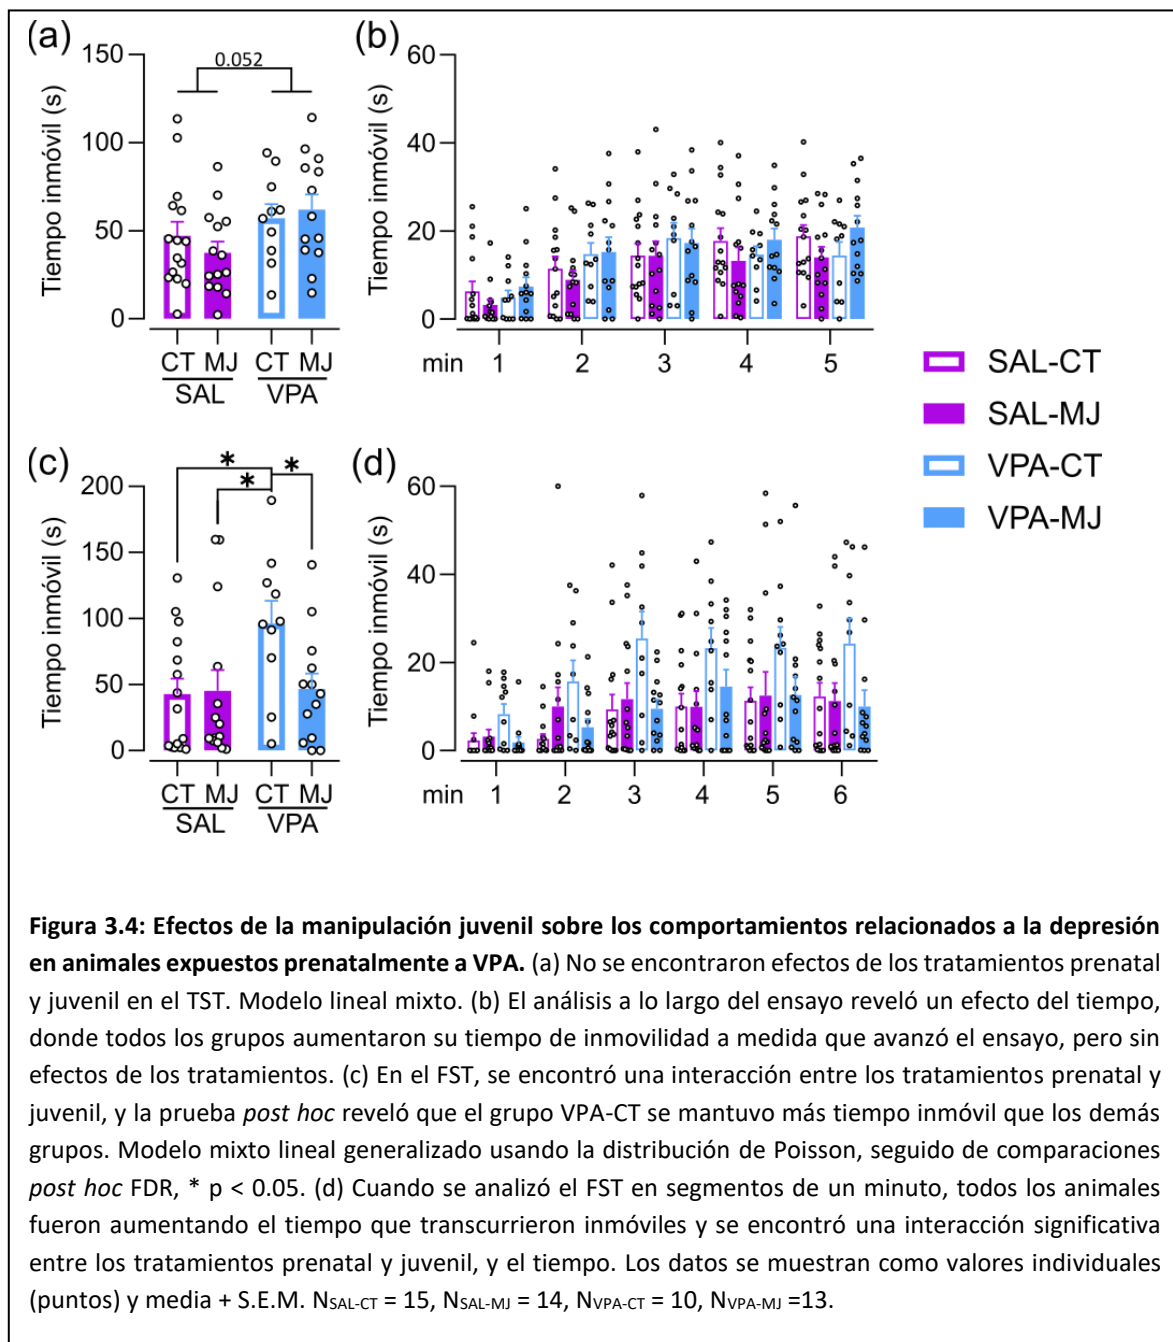 (a)
Tiempo inmóvil (s)
150
100
50
0
0.052
CT MJ CT MJ
SAL VPA
(b)
Tiempo inmóvil (s)
60
40
20
0
min 1 2 3 4 5
SAL-CT
SAL-MJ
VPA-CT
VPA-MJ
(c)
Tiempo inmóvil (s)
200
150
100
50
0
* *
*
CT MJ CT MJ
SAL VPA
(d)
Tiempo inmóvil (s)
60
40
20
0
min 1 2 3 4 5 6
Figura 3.4: Efectos de la manipulación juvenil sobre los comportamientos relacionados a la depresión
en animales expuestos prenatalmente a VPA. (a) No se encontraron efectos de los tratamientos prenatal
y juvenil en el TST. Modelo lineal mixto. (b) El análisis a lo largo del ensayo reveló un efecto del tiempo,
donde todos los grupos aumentaron su tiempo de inmovilidad a medida que avanzó el ensayo, pero sin
efectos de los tratamientos. (c) En el FST, se encontró una interacción entre los tratamientos prenatal y
juvenil, y la prueba post hoc reveló que el grupo VPA-CT se mantuvo más tiempo inmóvil que los demás
grupos. Modelo mixto lineal generalizado usando la distribución de Poisson, seguido de comparaciones
post hoc FDR, * p < 0.05. (d) Cuando se analizó el FST en segmentos de un minuto, todos los animales
fueron aumentando el tiempo que transcurrieron inmóviles y se encontró una interacción significativa
entre los tratamientos prenatal y juvenil, y el tiempo. Los datos se muestran como valores individuales
(puntos) y media + S.E.M. NSAL-CT = 15, NSAL-MJ = 14, NVPA-CT = 10, NVPA-MJ =13.